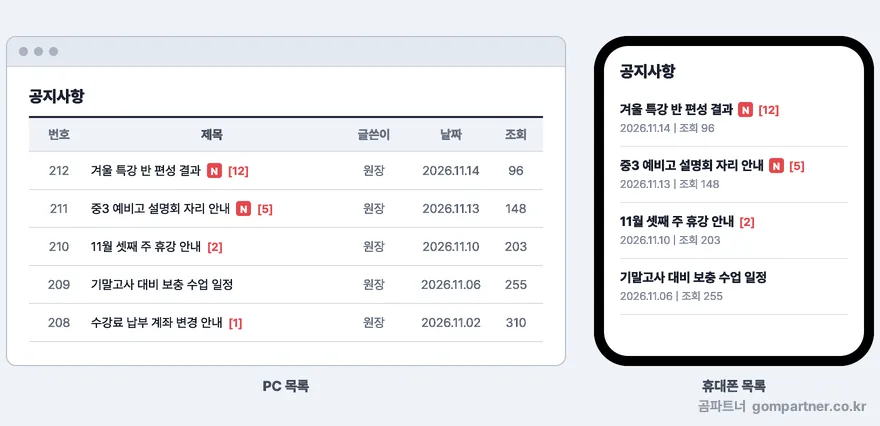 공지사항
번호 제목 글쓴이 날짜 조회
212 겨울 특강 반 편성 결과 N [12] 원장 2026.11.14 96
211 중3 예비고 설명회 자리 안내 N [5] 원장 2026.11.13 148
210 11월 셋째 주 휴강 안내 [2] 원장 2026.11.10 203
209 기말고사 대비 보충 수업 일정 원장 2026.11.06 255
208 수강료 납부 계좌 변경 안내 [1] 원장 2026.11.02 310
PC 목록
공지사항
겨울 특강 반 편성 결과 N [12]
2026.11.14 | 조회 96
중3 예비고 설명회 자리 안내 N [5]
2026.11.13 | 조회 148
11월 셋째 주 휴강 안내 [2]
2026.11.10 | 조회 203
기말고사 대비 보충 수업 일정
2026.11.06 | 조회 255
휴대폰 목록
곰파트너 gompartner.co.kr